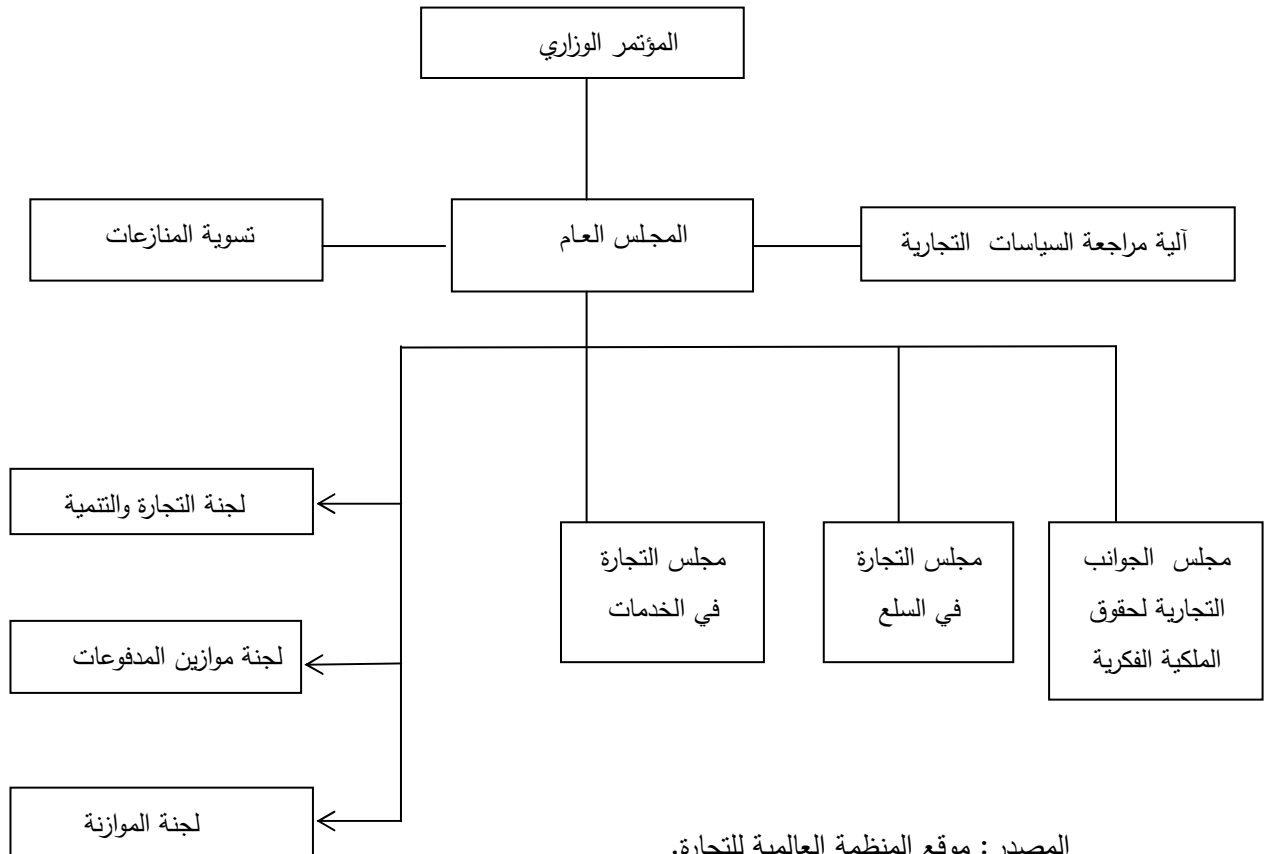 المؤتمر الوزاري
آلية مراجعة السياسات التجارية
المجلس العام
تسوية المنازعات
مجلس الجوانب
التجارية لحقوق
الملكية الفكرية
مجلس التجارة
في السلع
مجلس التجارة
في الخدمات
لجنة التجارة والتنمية
لجنة موازين المدفوعات
لجنة الموازنة
المصدر : موقع المنظمة العالمية للتجارة.